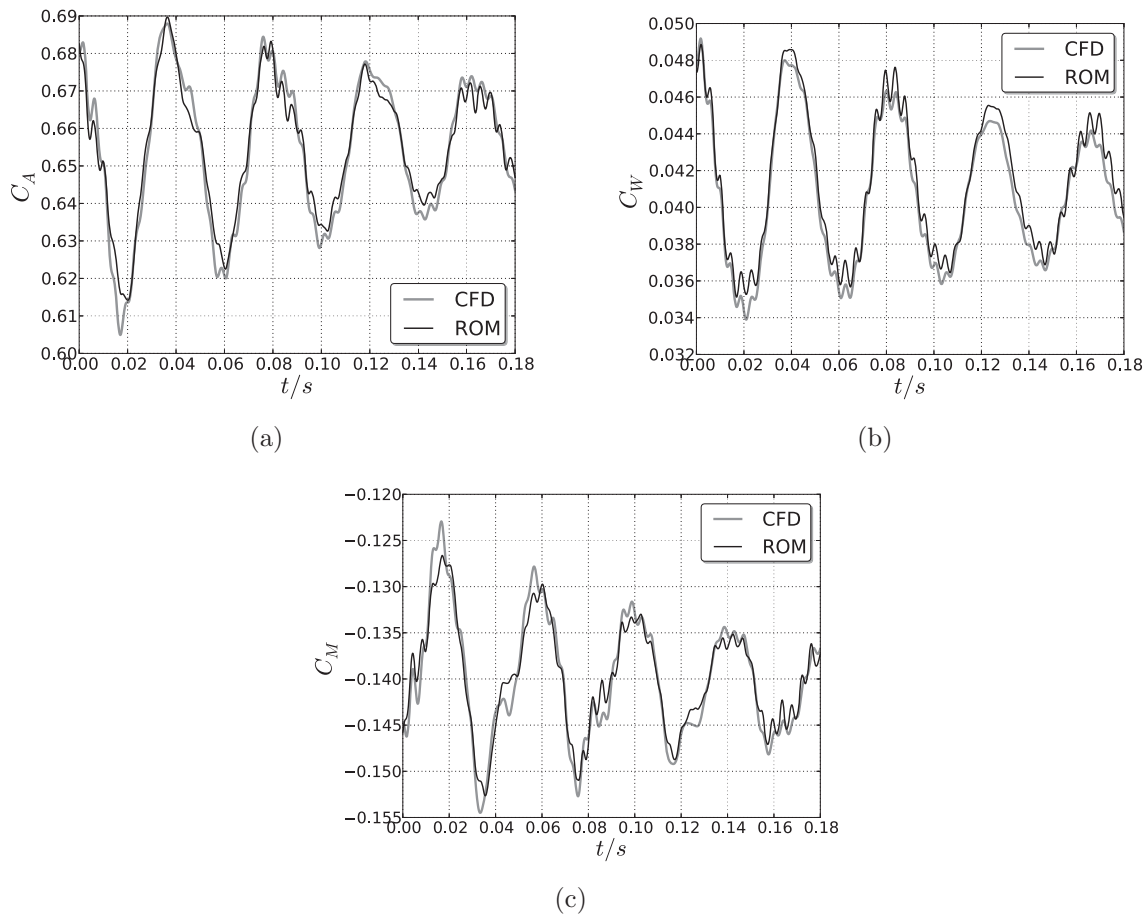 0.69
0.68
0.67
0.66
0.65
0.64
0.63
0.62
0.61
0.60
C_A
CFD
ROM
0.00 0.02 0.04 0.06 0.08 0.10 0.12 0.14 0.16 0.18
t/s
(a)
0.050
0.048
0.046
0.044
0.042
0.040
0.038
0.036
0.034
0.032
C_W
CFD
ROM
0.00 0.02 0.04 0.06 0.08 0.10 0.12 0.14 0.16 0.18
t/s
(b)
−0.120
−0.125
−0.130
−0.135
−0.140
−0.145
−0.150
−0.155
C_M
CFD
ROM
0.00 0.02 0.04 0.06 0.08 0.10 0.12 0.14 0.16 0.18
t/s
(c)